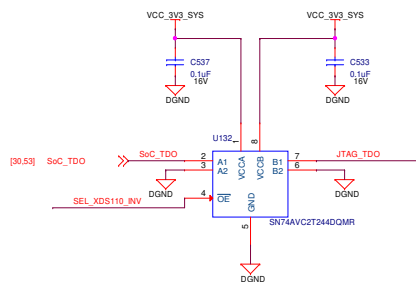 VCC_3V3_SYS
VCC_3V3_SYS
C537
0.1uF
16V
C533
0.1uF
16V
DGND
DGND
U132
1
8
VCCA
VCCB
[30,53]
SoC_TDO
SoC_TDO
2
A1
B1
7
JTAG_TDO
3
A2
B2
6
DGND
DGND
SEL_XDS110_INV
4
OE
GND
5
SN74AVC2T244DQMR
DGND